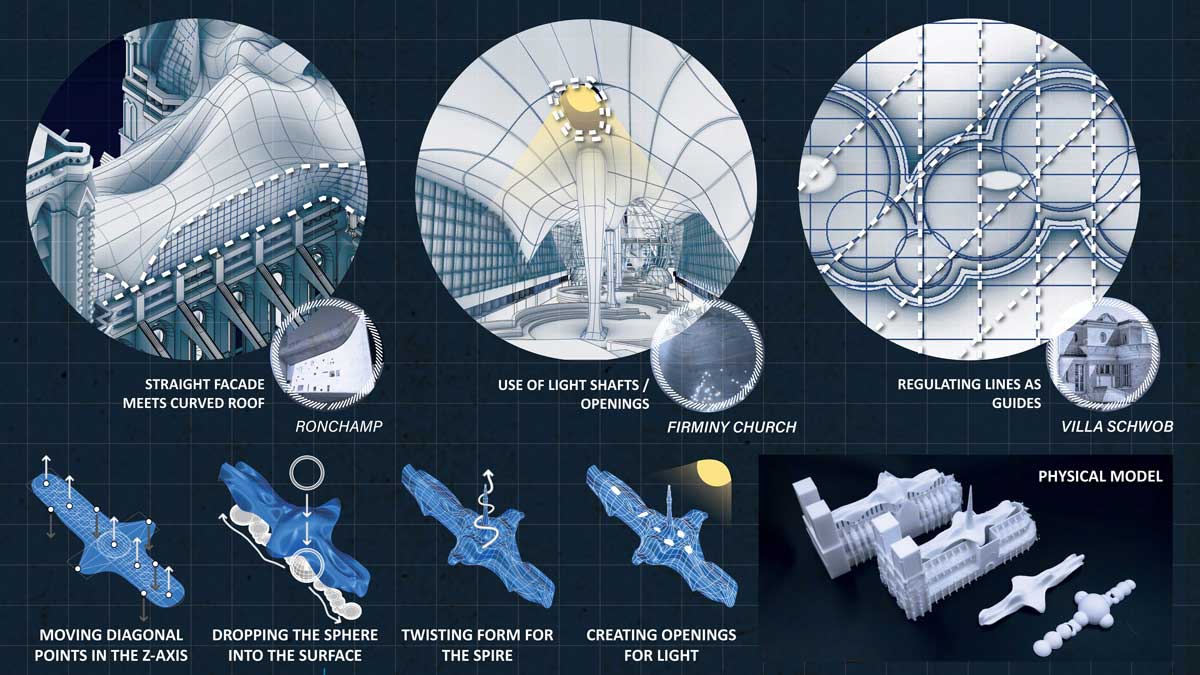 STRAIGHT FACADE
MEETS CURVED ROOF
RONCHAMP
USE OF LIGHT SHAFTS /
OPENINGS
FIRMINY CHURCH
REGULATING LINES AS
GUIDES
VILLA SCHWOB
PHYSICAL MODEL
MOVING DIAGONAL
POINTS IN THE Z-AXIS
DROPPING THE SPHERE
INTO THE SURFACE
TWISTING FORM FOR
THE SPIRE
CREATING OPENINGS
FOR LIGHT